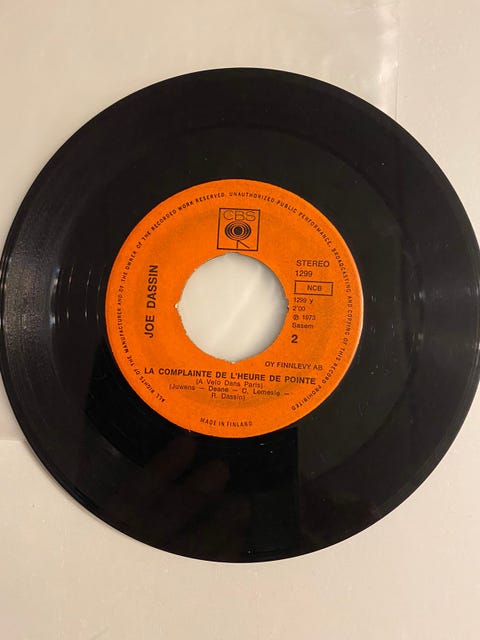 ALL RIGHTS OF THE MANUFACTURER AND OF THE OWNER OF THE RECORDED WORK RESERVED. UNAUTHORIZED PUBLIC PERFORMANCE, BROADCASTING AND COPYING OF THIS RECORD PROHIBITED
CBS
JOE DASSIN
STEREO
1299
NCB
1299 y
2'00
℗ 1973
Sasem
2
OY FINNLEVY AB
LA COMPLAINTE DE L'HEURE DE POINTE
(A Velo Dans Paris)
(Juwens – Deane – C. Lemesle –
R. Dassin)
MADE IN FINLAND